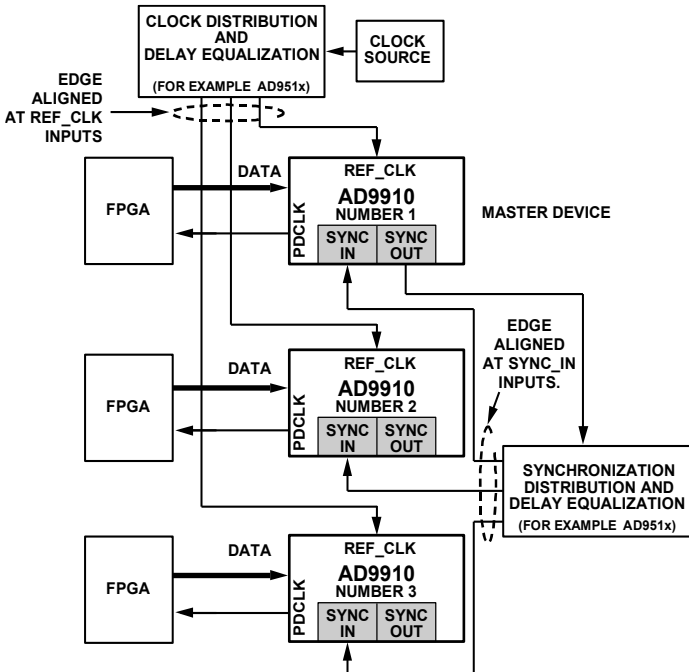 CLOCK DISTRIBUTION
AND
DELAY EQUALIZATION
(FOR EXAMPLE AD951x)
CLOCK
SOURCE
EDGE
ALIGNED
AT REF_CLK
INPUTS
FPGA
DATA
REF_CLK
AD9910
NUMBER 1
PDCLK
SYNC
IN
SYNC
OUT
MASTER DEVICE
EDGE
ALIGNED
AT SYNC_IN
INPUTS.
FPGA
DATA
REF_CLK
AD9910
NUMBER 2
PDCLK
SYNC
IN
SYNC
OUT
SYNCHRONIZATION
DISTRIBUTION AND
DELAY EQUALIZATION
(FOR EXAMPLE AD951x)
FPGA
DATA
REF_CLK
AD9910
NUMBER 3
PDCLK
SYNC
IN
SYNC
OUT